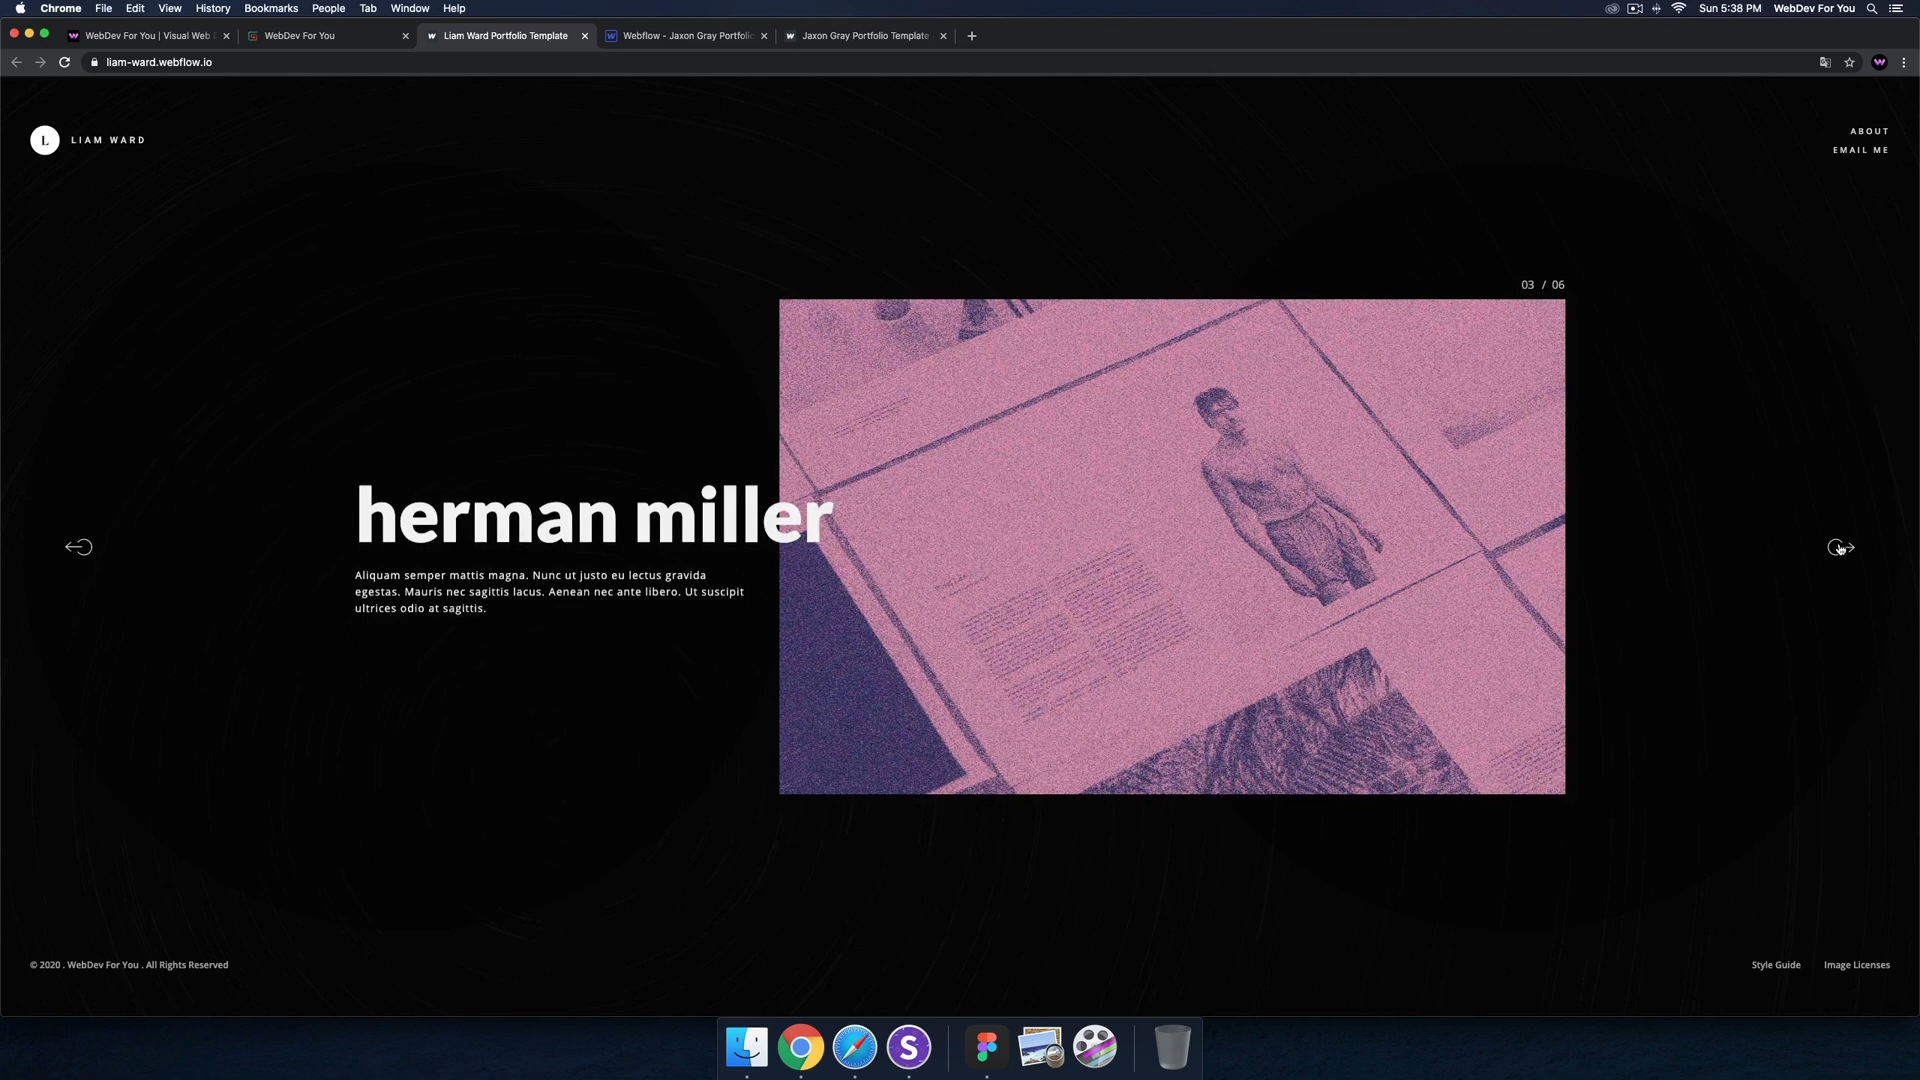 Chrome File Edit View History Bookmarks People Tab Window Help
Sun 5:38 PM WebDev For You
WebDev For You | Visual Web
WebDev For You
Liam Ward Portfolio Template
Webflow - Jaxon Gray Portfolio
Jaxon Gray Portfolio Template
liam-ward.webflow.io
L LIAM WARD
ABOUT
EMAIL ME
03 / 06
herman miller
Aliquam semper mattis magna. Nunc ut justo eu lectus gravida
egestas. Mauris nec sagittis lacus. Aenean nec ante libero. Ut suscipit
ultrices odio at sagittis.
© 2020 . WebDev For You . All Rights Reserved
Style Guide Image Licenses